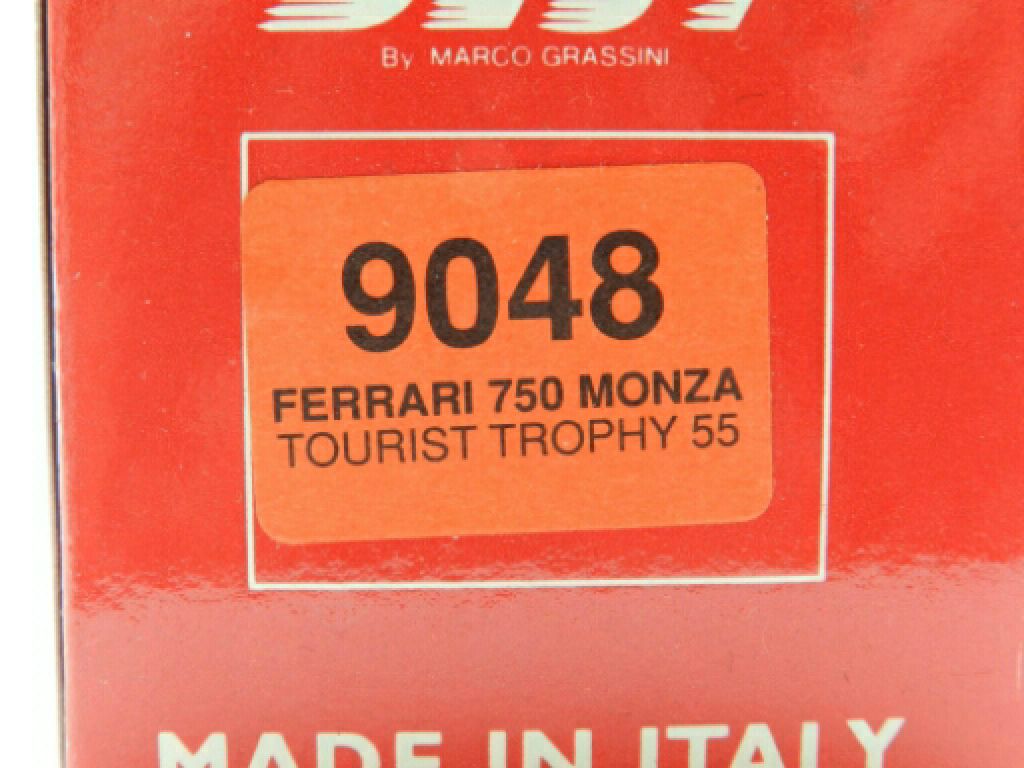 By MARCO GRASSINI
9048
FERRARI 750 MONZA
TOURIST TROPHY 55
MADE IN ITALY